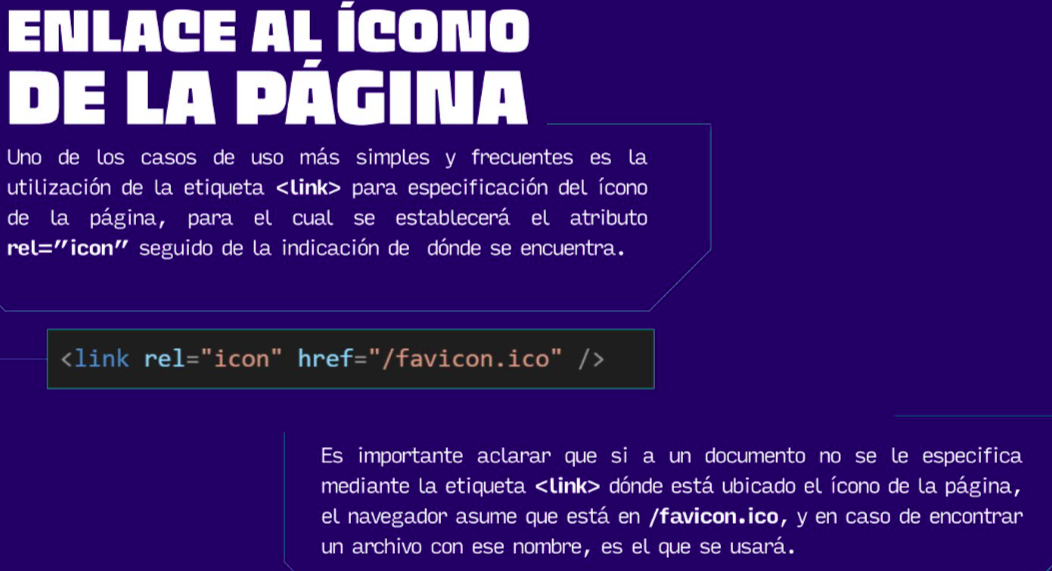 ENLACE AL ÍCONO
DE LA PÁGINA
Uno de los casos de uso más simples y frecuentes es la
utilización de la etiqueta <link> para especificación del ícono
de la página, para el cual se establecerá el atributo
rel="icon" seguido de la indicación de dónde se encuentra.
<link rel="icon" href="/favicon.ico" />
Es importante aclarar que si a un documento no se le especifica
mediante la etiqueta <link> dónde está ubicado el ícono de la página,
el navegador asume que está en /favicon.ico, y en caso de encontrar
un archivo con ese nombre, es el que se usará.